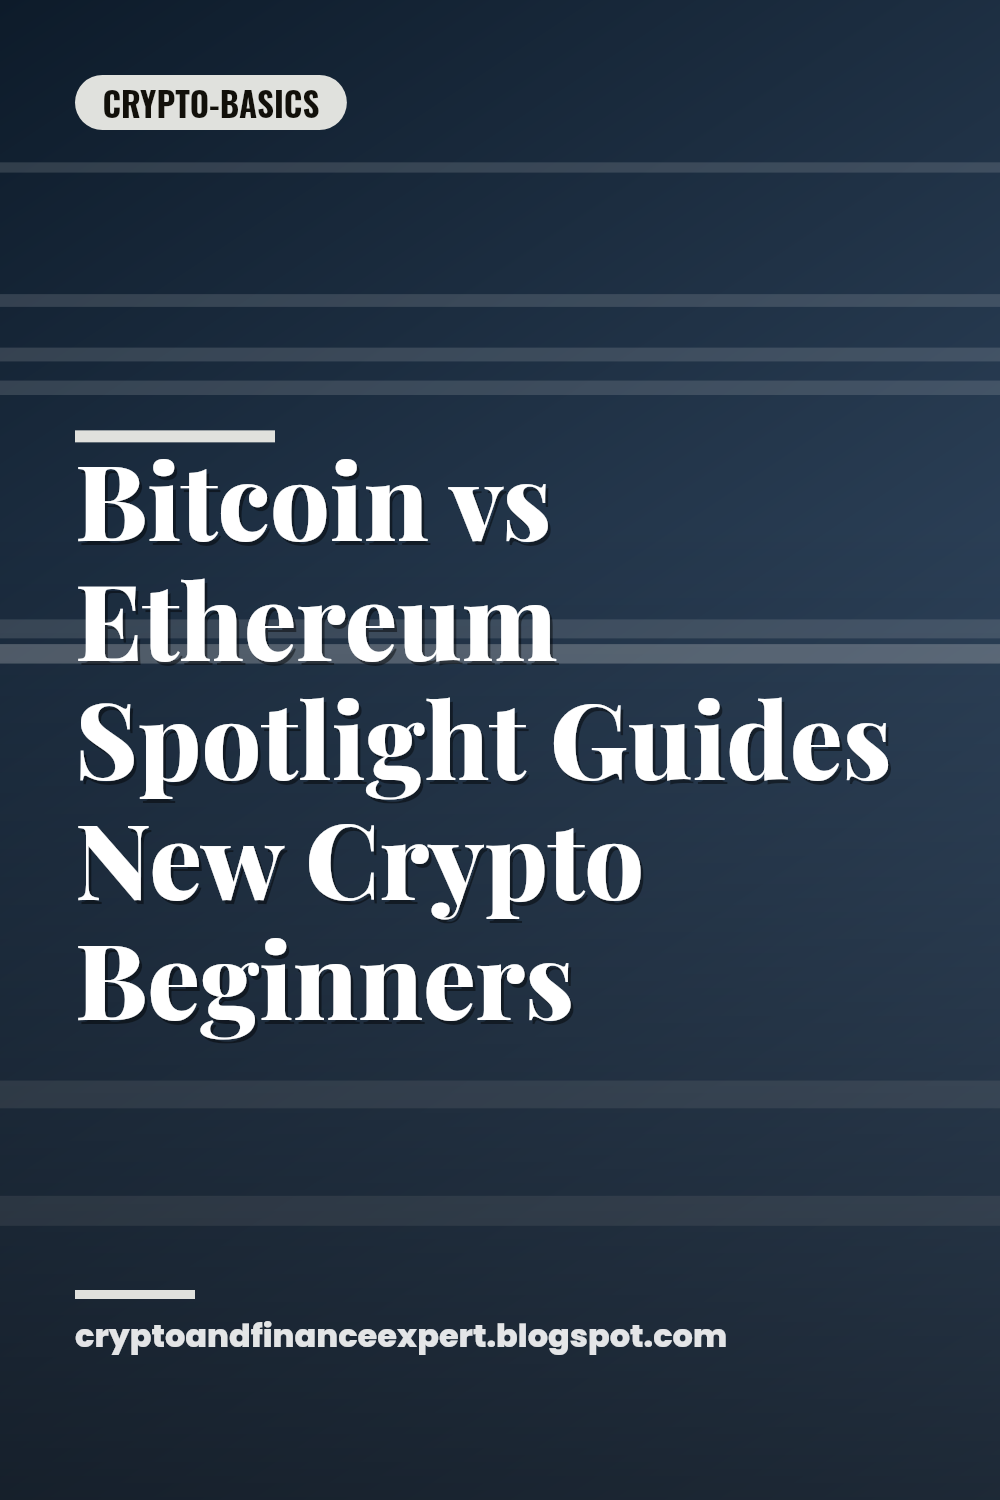 CRYPTO-BASICS
Bitcoin vs
Ethereum
Spotlight Guides
New Crypto
Beginners
cryptoandfinanceexpert.blogspot.com